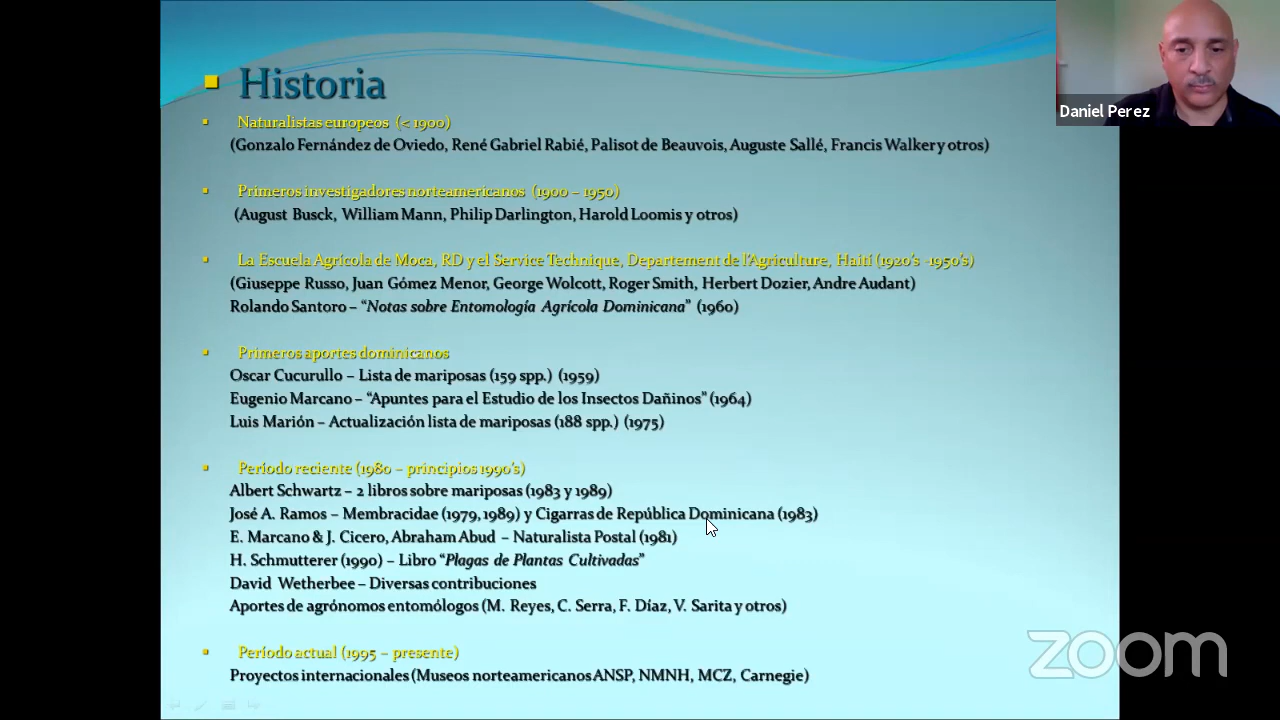 Historia
Naturalistas europeos (< 1900)
(Gonzalo Fernández de Oviedo, René Gabriel Rabié, Palisot de Beauvois, Auguste Sallé, Francis Walker y otros)
Primeros investigadores norteamericanos (1900 – 1950)
(August Busck, William Mann, Philip Darlington, Harold Loomis y otros)
La Escuela Agrícola de Moca, RD y el Service Technique, Departement de l'Agriculture, Haití (1920's -1950's)
(Giuseppe Russo, Juan Gómez Menor, George Wolcott, Roger Smith, Herbert Dozier, Andre Audant)
Rolando Santoro – “Notas sobre Entomología Agrícola Dominicana” (1960)
Primeros aportes dominicanos
Oscar Cucurullo – Lista de mariposas (159 spp.) (1959)
Eugenio Marcano – “Apuntes para el Estudio de los Insectos Dañinos” (1964)
Luis Marión – Actualización lista de mariposas (188 spp.) (1975)
Período reciente (1980 – principios 1990's)
Albert Schwartz – 2 libros sobre mariposas (1983 y 1989)
José A. Ramos – Membracidae (1979, 1989) y Cigarras de República Dominicana (1983)
E. Marcano & J. Cicero, Abraham Abud – Naturalista Postal (1981)
H. Schmutterer (1990) – Libro “Plagas de Plantas Cultivadas”
David Wetherbee – Diversas contribuciones
Aportes de agrónomos entomólogos (M. Reyes, C. Serra, F. Díaz, V. Sarita y otros)
Período actual (1995 – presente)
Proyectos internacionales (Museos norteamericanos ANSP, NMNH, MCZ, Carnegie)
Daniel Perez
zoom